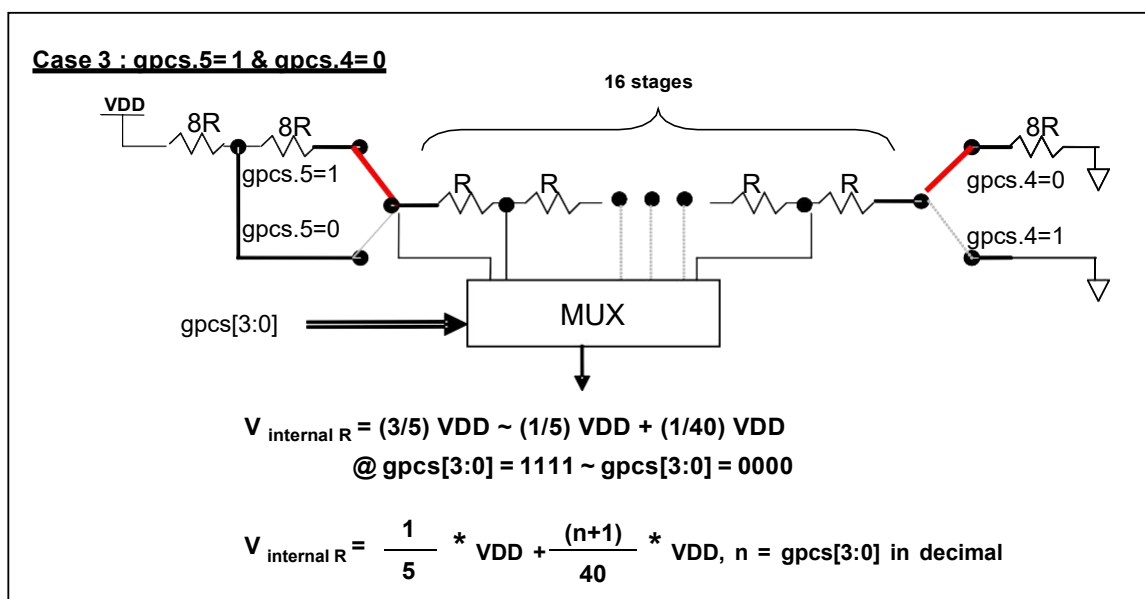 Case 3 : gpcs.5=1 & gpcs.4=0
16 stages
VDD
8R
8R
8R
gpcs.5=1
R
R
R
R
gpcs.4=0
gpcs.5=0
gpcs.4=1
MUX
gpcs[3:0]
V internal R = (3/5) VDD ~ (1/5) VDD + (1/40) VDD
@ gpcs[3:0] = 1111 ~ gpcs[3:0] = 0000
V internal R = 1/5 * VDD + (n+1)/40 * VDD, n = gpcs[3:0] in decimal